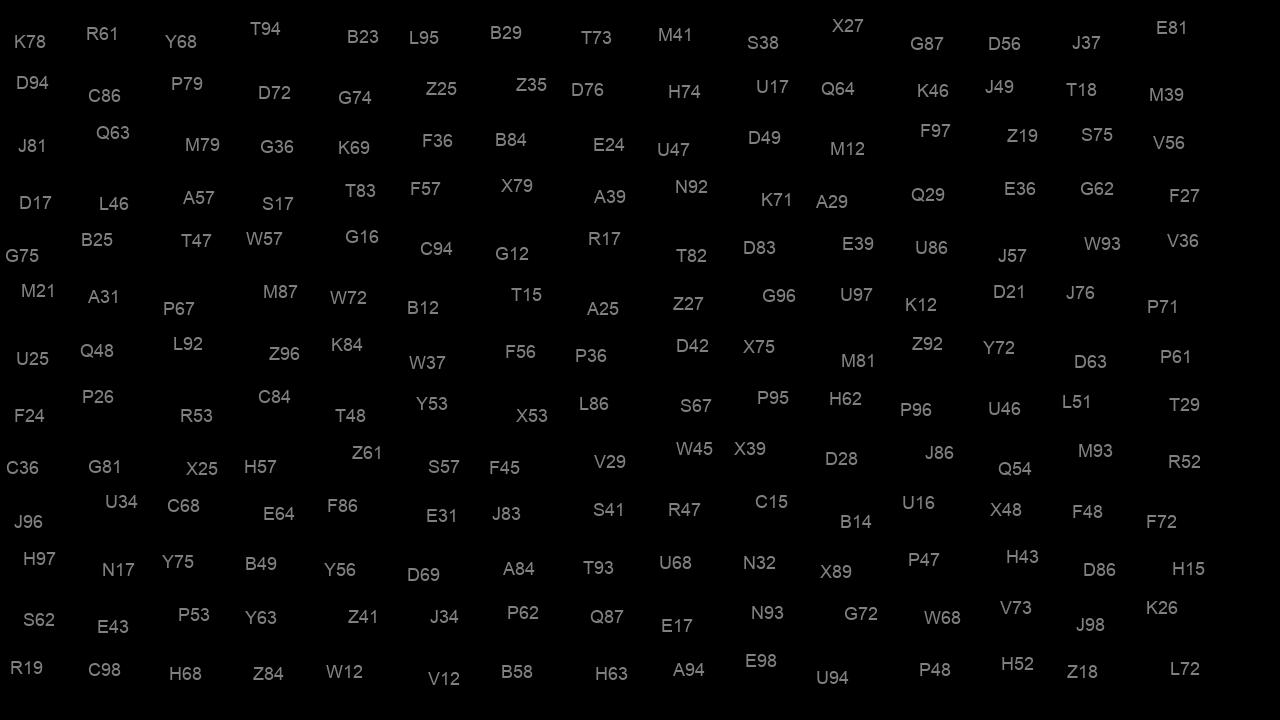 K78 R61 Y68 T94 B23 L95 B29 T73 M41 S38 X27 G87 D56 J37 E81
D94 C86 P79 D72 G74 Z25 Z35 D76 H74 U17 Q64 K46 J49 T18 M39
J81 Q63 M79 G36 K69 F36 B84 E24 U47 D49 M12 F97 Z19 S75 V56
D17 L46 A57 S17 T83 F57 X79 A39 N92 K71 A29 Q29 E36 G62 F27
G75 B25 T47 W57 G16 C94 G12 R17 T82 D83 E39 U86 J57 W93 V36
M21 A31 P67 M87 W72 B12 T15 A25 Z27 G96 U97 K12 D21 J76 P71
U25 Q48 L92 Z96 K84 W37 F56 P36 D42 X75 M81 Z92 Y72 D63 P61
F24 P26 R53 C84 T48 Y53 X53 L86 S67 P95 H62 P96 U46 L51 T29
C36 G81 X25 H57 Z61 S57 F45 V29 W45 X39 D28 J86 Q54 M93 R52
J96 U34 C68 E64 F86 E31 J83 S41 R47 C15 B14 U16 X48 F48 F72
H97 N17 Y75 B49 Y56 D69 A84 T93 U68 N32 X89 P47 H43 D86 H15
S62 E43 P53 Y63 Z41 J34 P62 Q87 E17 N93 G72 W68 V73 J98 K26
R19 C98 H68 Z84 W12 V12 B58 H63 A94 E98 U94 P48 H52 Z18 L72